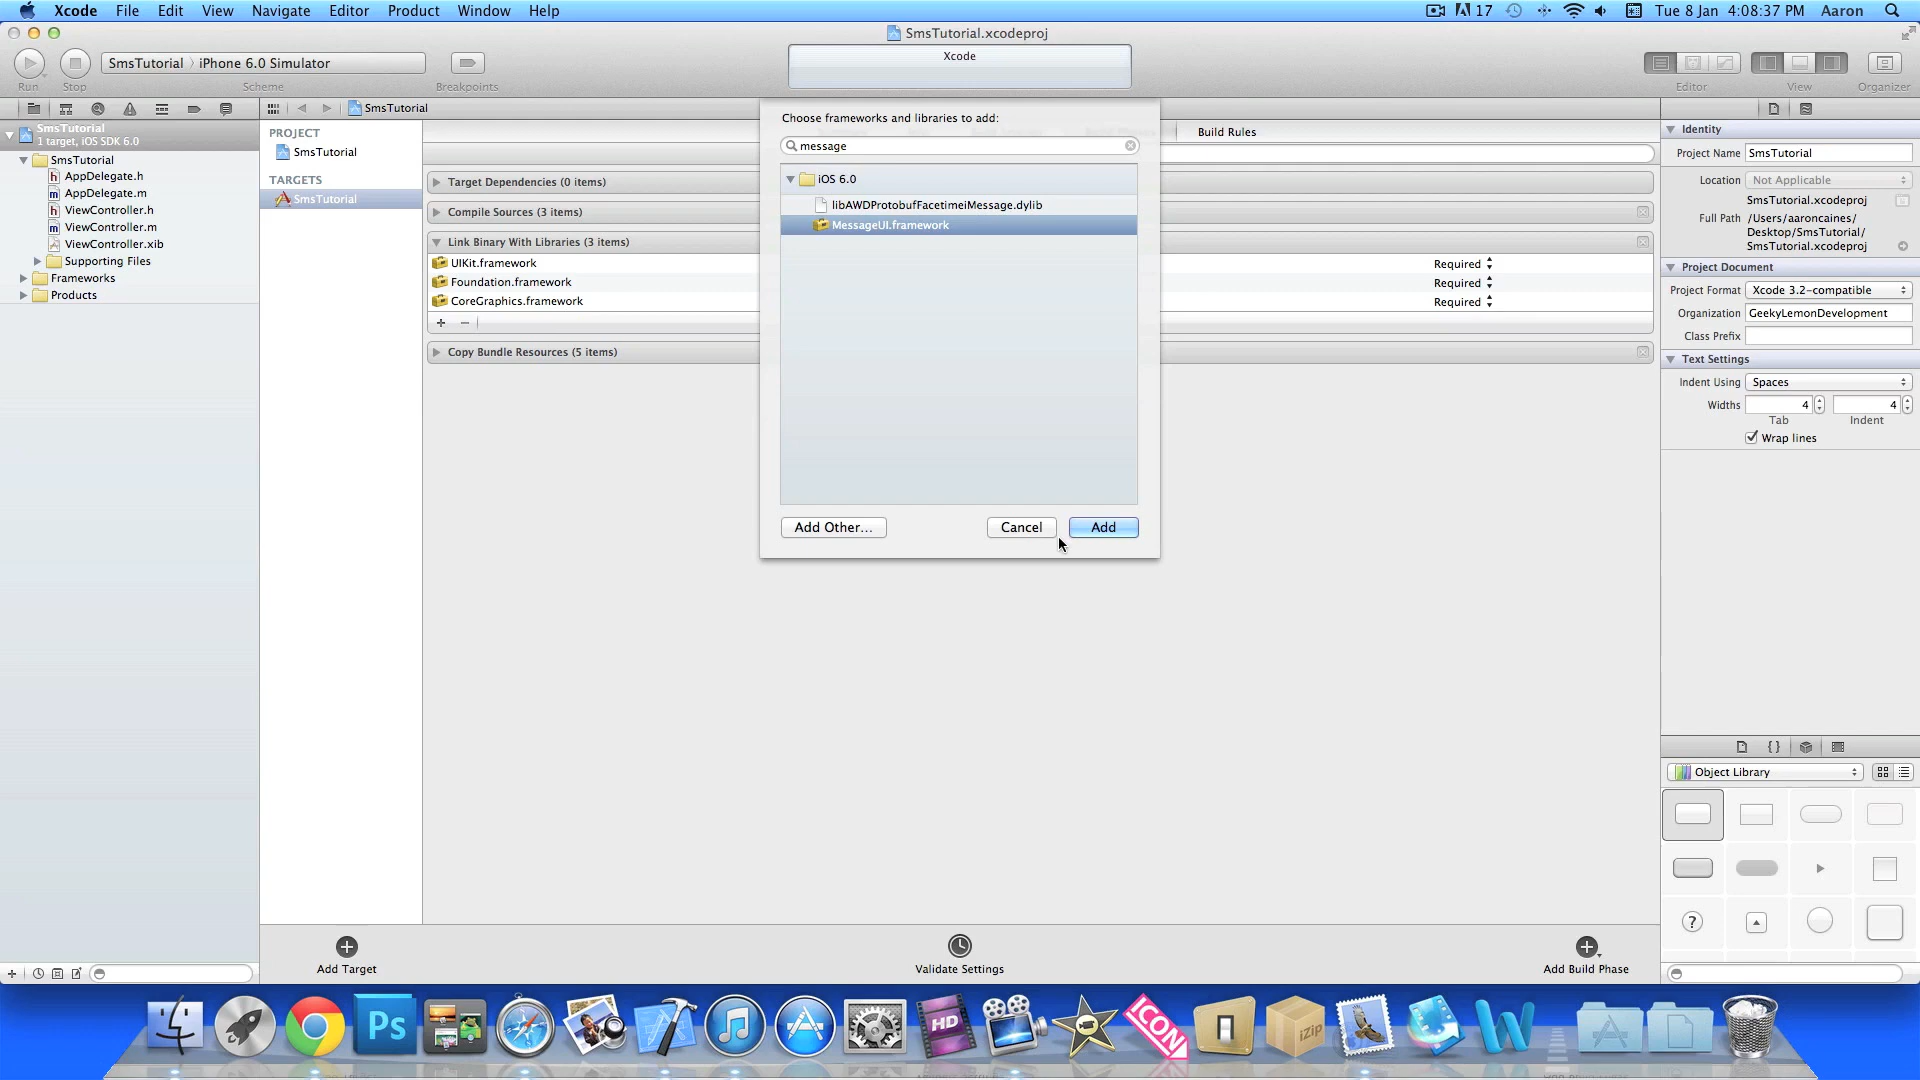 Xcode File Edit View Navigate Editor Product Window Help
17 Tue 8 Jan 4:08:37 PM Aaron
SmsTutorial.xcodeproj
SmsTutorial iPhone 6.0 Simulator
Xcode
Run Stop Scheme Breakpoints
Editor View Organizer
SmsTutorial
1 target, iOS SDK 6.0
SmsTutorial
AppDelegate.h
AppDelegate.m
ViewController.h
ViewController.m
ViewController.xib
Supporting Files
Frameworks
Products
SmsTutorial
PROJECT
SmsTutorial
TARGETS
SmsTutorial
Build Rules
Target Dependencies (0 items)
Compile Sources (3 items)
Link Binary With Libraries (3 items)
UIKit.framework Required
Foundation.framework Required
CoreGraphics.framework Required
+ −
Copy Bundle Resources (5 items)
Choose frameworks and libraries to add:
message
iOS 6.0
libAWDProtobufFacetimeiMessage.dylib
MessageUI.framework
Add Other...
Cancel
Add
Identity
Project Name SmsTutorial
Location Not Applicable
SmsTutorial.xcodeproj
Full Path /Users/aaroncaines/
Desktop/SmsTutorial/
SmsTutorial.xcodeproj
Project Document
Project Format Xcode 3.2-compatible
Organization GeekyLemonDevelopment
Class Prefix
Text Settings
Indent Using Spaces
Widths 4 4
Tab Indent
Wrap lines
{}
Object Library
?
Add Target
Validate Settings
Add Build Phase
Ps
HD
ICON
iZip
W